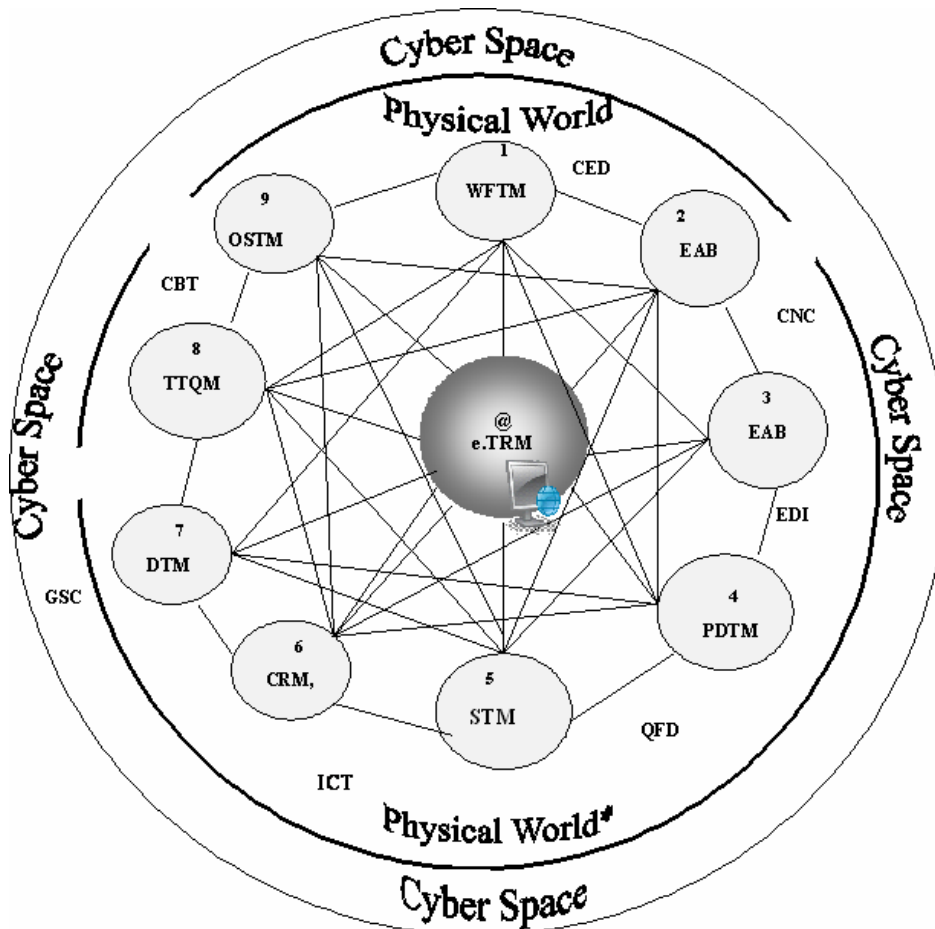 Cyber Space
Physical World
1
WFTM
CED
2
EAB
9
OSTM
CBT
CNC
8
TTQM
3
EAB
@
e.TRM
Cyber Space
Cyber Space
EDI
7
DTM
GSC
4
PDTM
6
CRM,
5
STM
QFD
ICT
Physical World*
Cyber Space